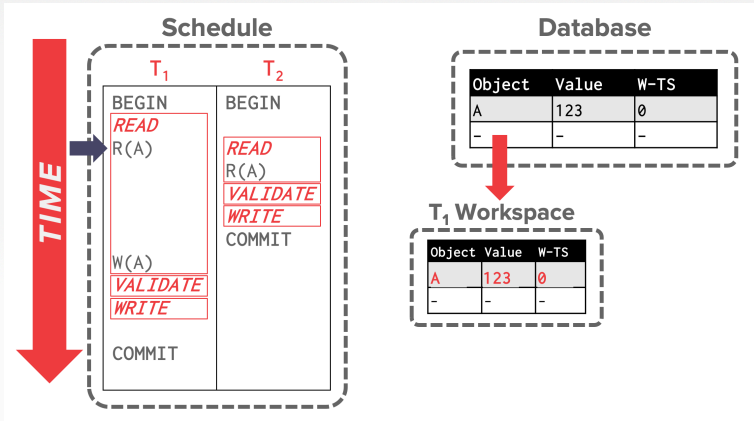 Schedule
T1 T2
BEGIN BEGIN
READ
R(A) READ
R(A)
VALIDATE
WRITE
COMMIT
W(A)
VALIDATE
WRITE
COMMIT
TIME
Database
Object Value W-TS
A 123 0
– – –
T1 Workspace
Object Value W-TS
A 123 0
– – –